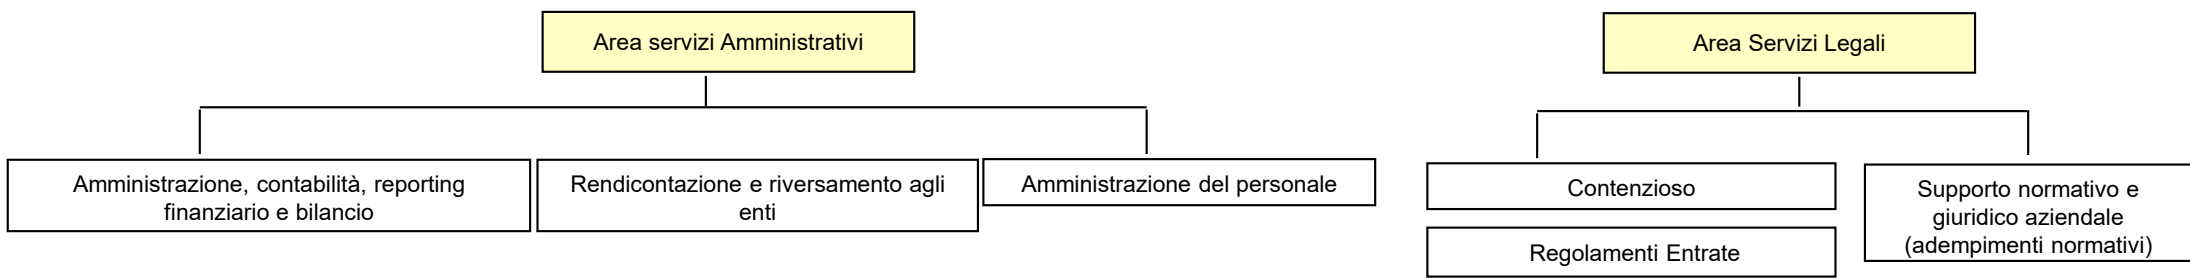 Area servizi Amministrativi
Area Servizi Legali
Amministrazione, contabilità, reporting
finanziario e bilancio
Rendicontazione e riversamento agli
enti
Amministrazione del personale
Contenzioso
Regolamenti Entrate
Supporto normativo e
giuridico aziendale
(adempimenti normativi)